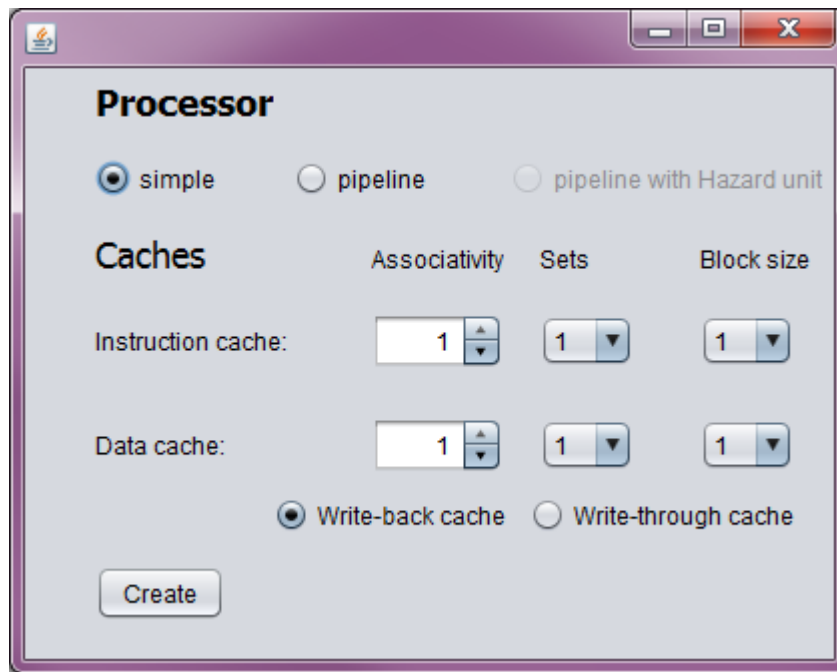 Processor
simple pipeline pipeline with Hazard unit
Caches Associativity Sets Block size
Instruction cache: 1 1 1
Data cache: 1 1 1
Write-back cache Write-through cache
Create